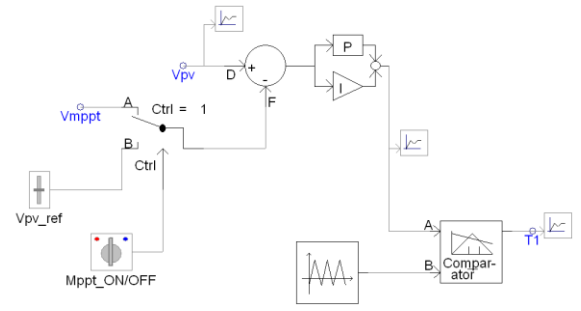 Vpv
D
+
-
F
P
I
A
Ctrl = 1
Vmppt
B
Ctrl
Vpv_ref
Mppt_ON/OFF
A
B
Compar-
ator
T1